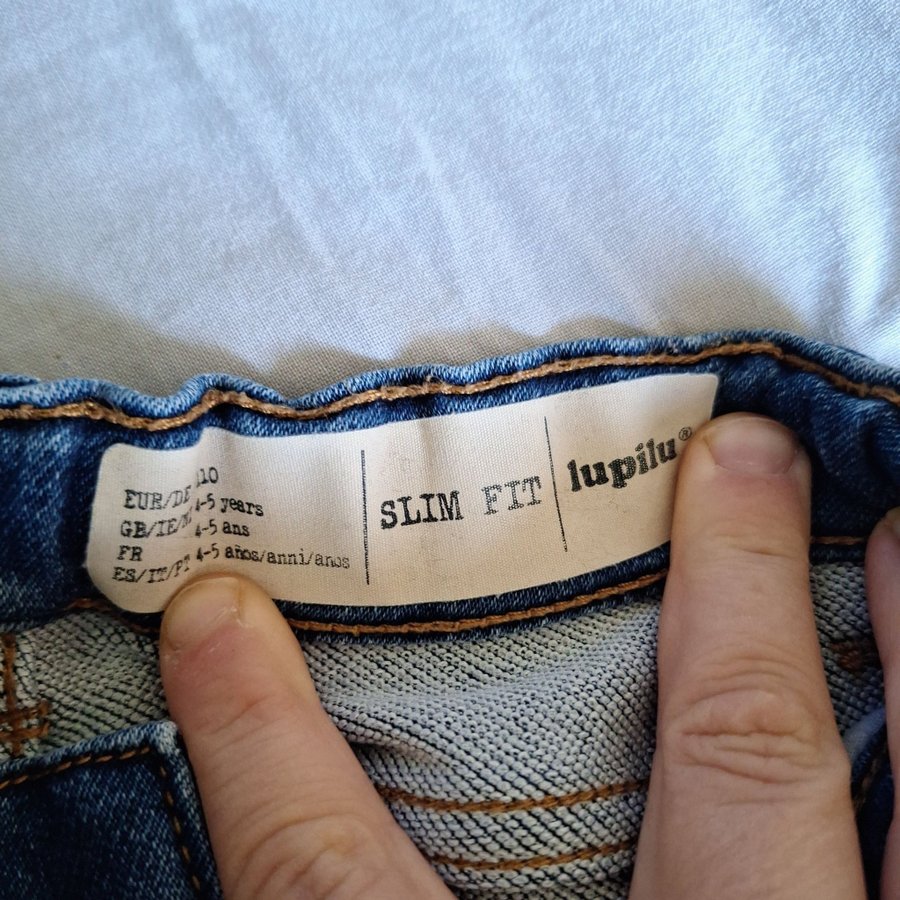 EUR/DE 110
GB/IE/ 4-5 years
FR 4-5 ans
ES/IT/PT 4-5 años/anni/anos
SLIM FIT
lupilu®